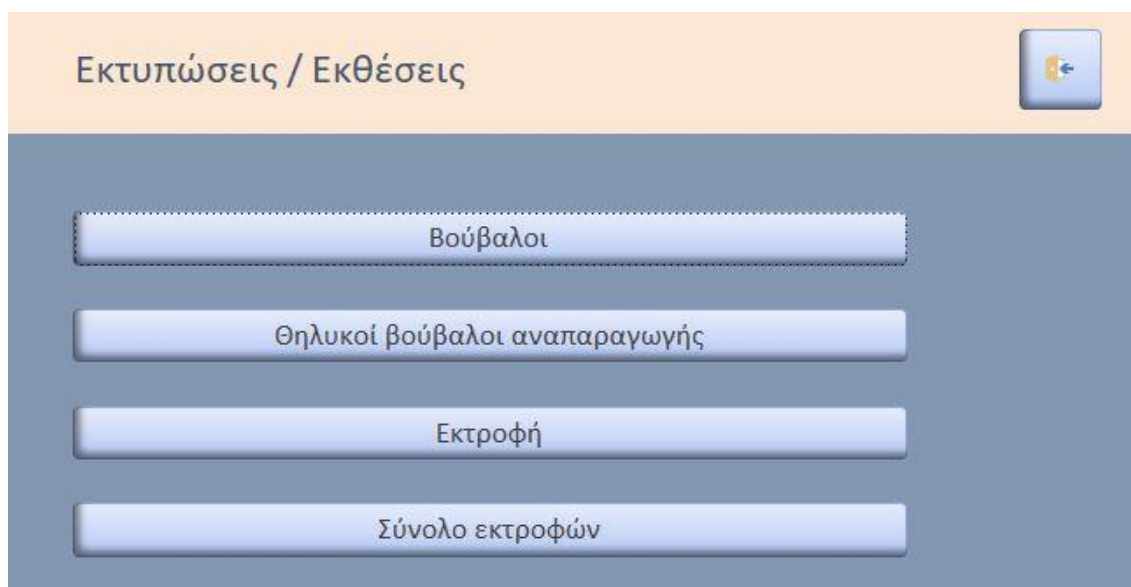 Εκτυπώσεις / Εκθέσεις
Βούβαλοι
Θηλυκοί βούβαλοι αναπαραγωγής
Εκτροφή
Σύνολο εκτροφών